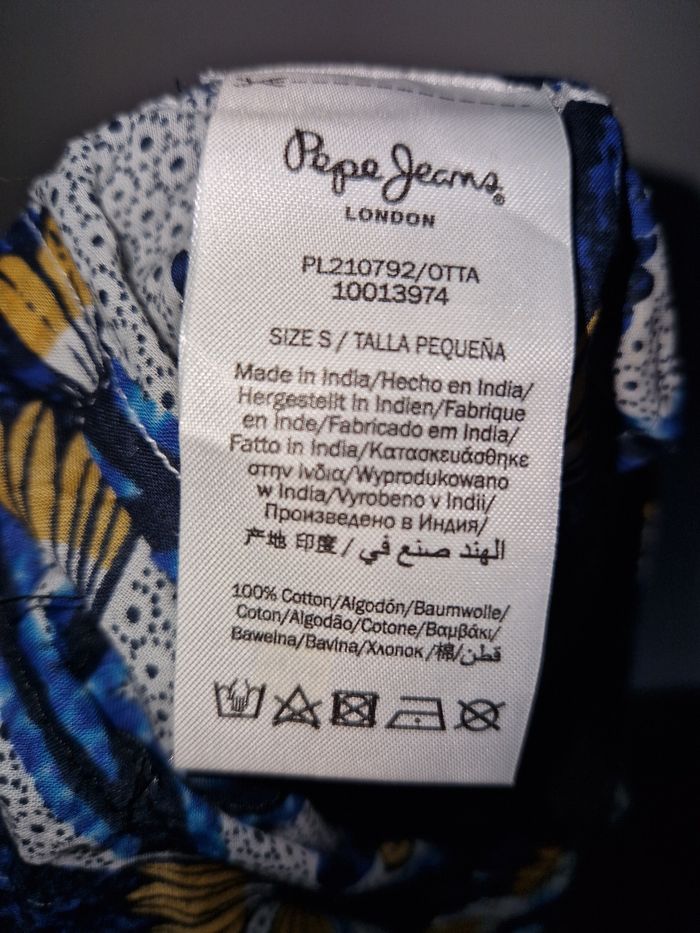 Pepe Jeans®
LONDON
PL210792/OTTA
10013974
SIZE S / TALLA PEQUEÑA
Made in India/Hecho en India/
Hergestellt in Indien/Fabrique
en Inde/Fabricado em India/
Fatto in India/Κατασκευάσθηκε
στην ινδια/Wyprodukowano
w India/Vyrobeno v Indii/
Произведено в Индия/
产地 印度 / الهند صنع في
100% Cotton/Algodón/Baumwolle/
Coton/Algodão/Cotone/Βαμβάκι/
Bawelna/Bavlna/Хлопок /棉/قطن